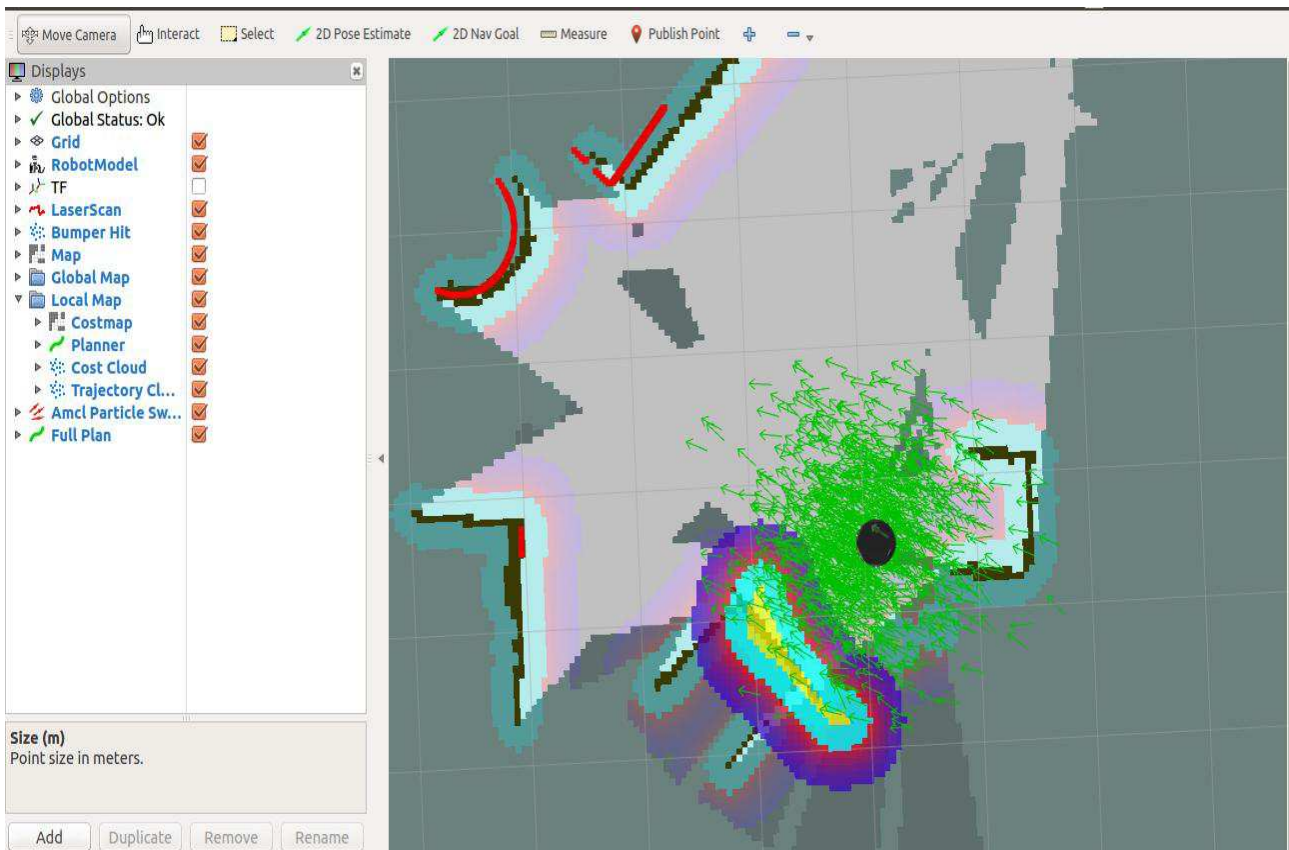 Move Camera Interact Select 2D Pose Estimate 2D Nav Goal Measure Publish Point
Displays
Global Options
Global Status: Ok
Grid
RobotModel
TF
LaserScan
Bumper Hit
Map
Global Map
Local Map
Costmap
Planner
Cost Cloud
Trajectory Cl...
Amcl Particle Sw...
Full Plan
Size (m)
Point size in meters.
Add Duplicate Remove Rename